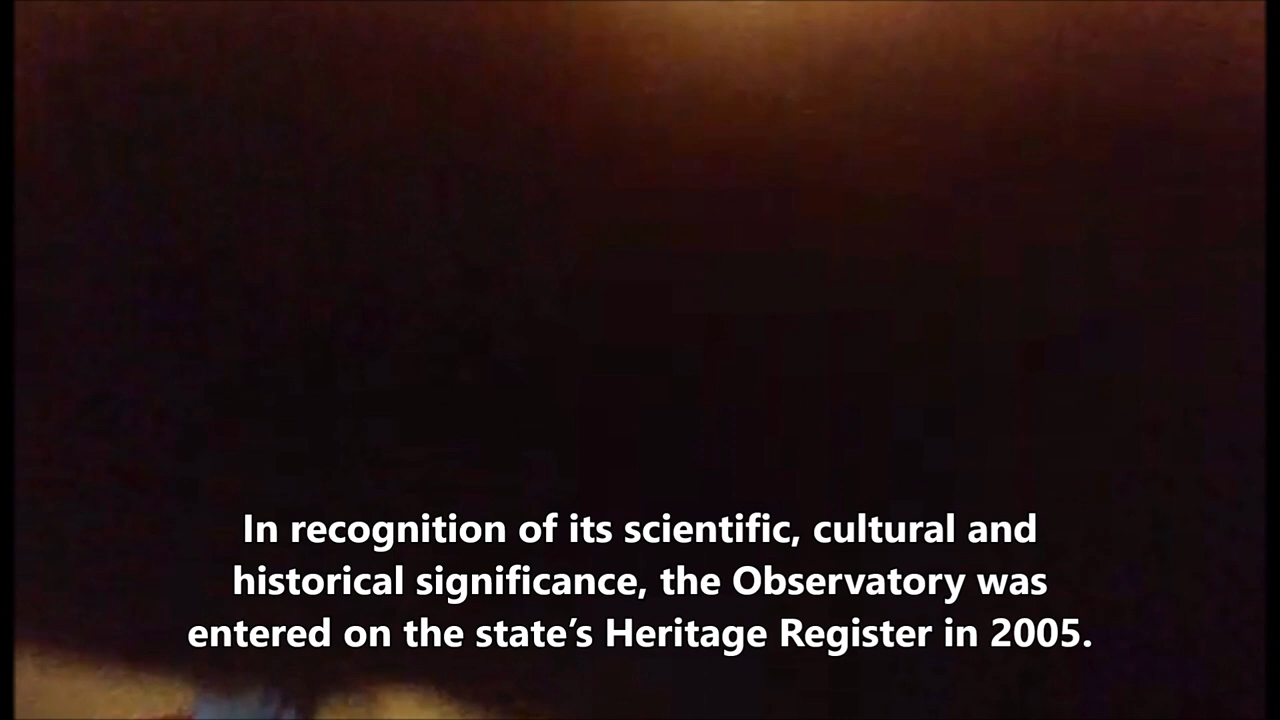 In recognition of its scientific, cultural and
historical significance, the Observatory was
entered on the state’s Heritage Register in 2005.